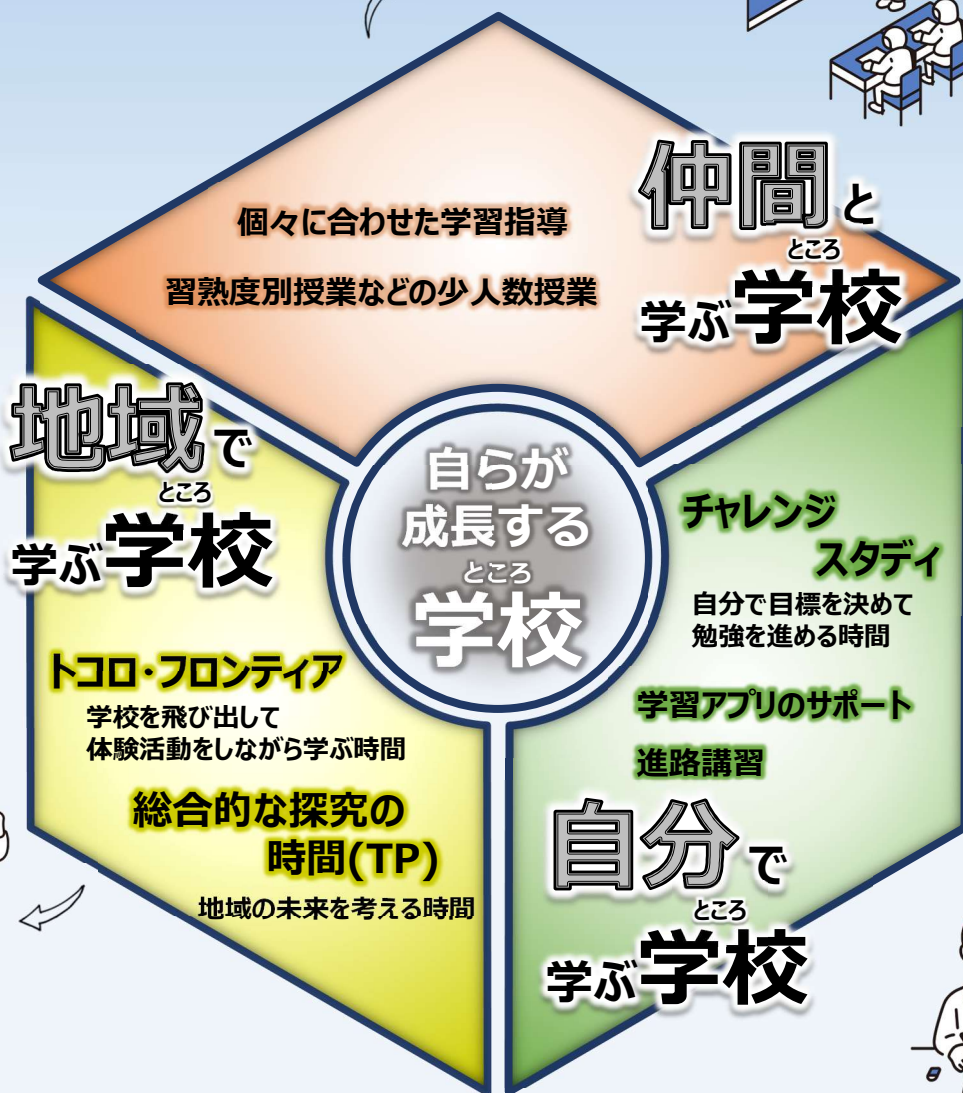 仲間と
ところ
学ぶ学校
個々に合わせた学習指導
習熟度別授業などの少人数授業
地域で
ところ
学ぶ学校
トコロ・フロンティア
学校を飛び出して
体験活動をしながら学ぶ時間
総合的な探究の
時間(TP)
地域の未来を考える時間
自らが
成長する
ところ
学校
チャレンジ
スタディ
自分で目標を決めて
勉強を進める時間
学習アプリのサポート
進路講習
自分で
ところ
学ぶ学校